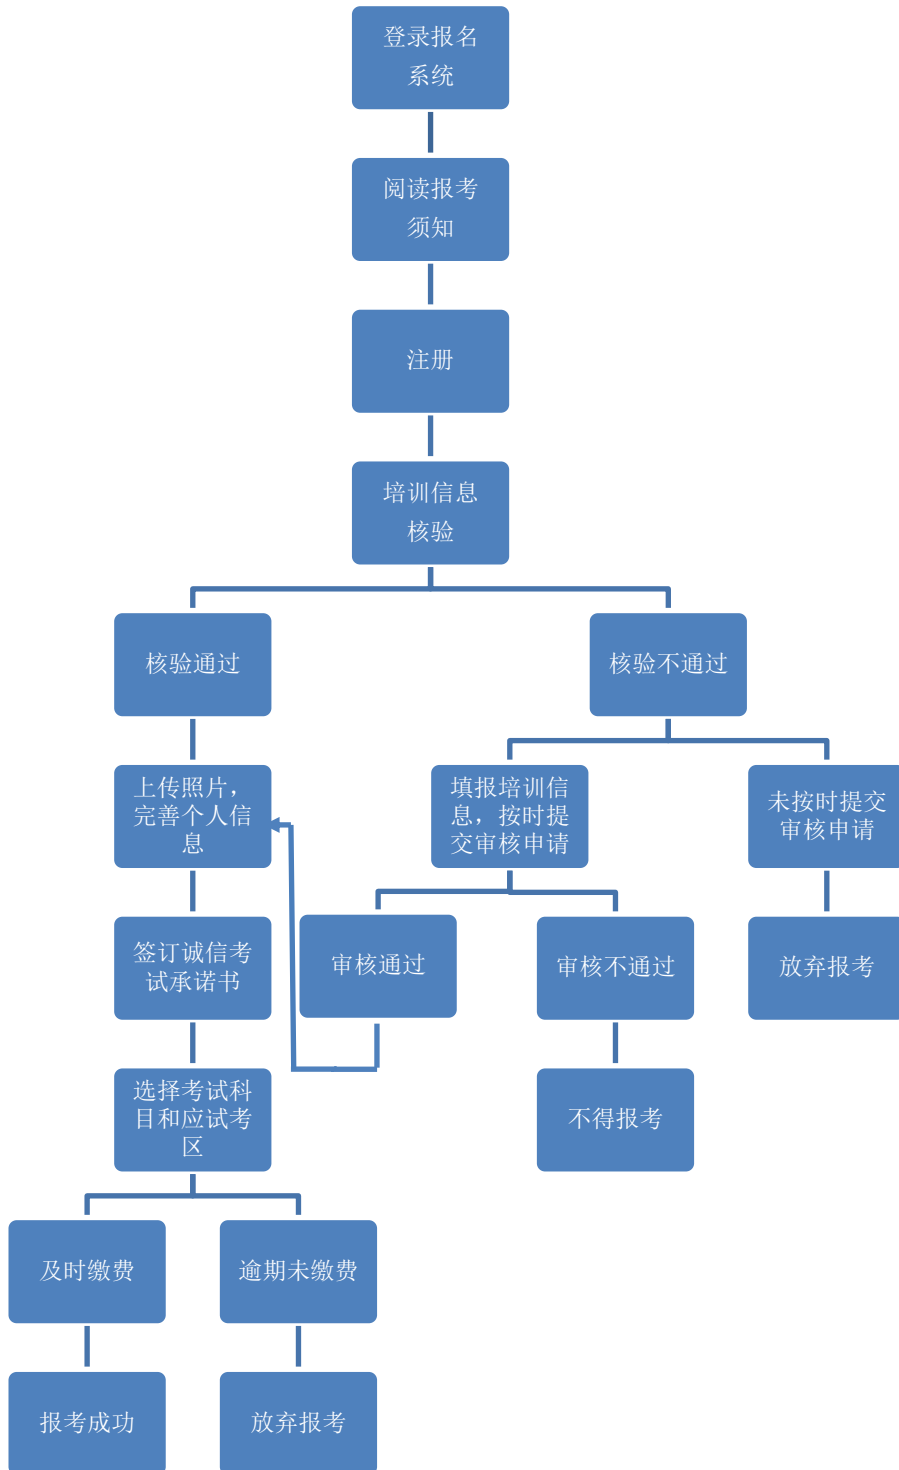 登录报名
系统
阅读报考
须知
注册
培训信息
核验
核验通过
核验不通过
上传照片，
完善个人信
息
填报培训信
息，按时提
交审核申请
未按时提交
审核申请
签订诚信考
试承诺书
审核通过
审核不通过
放弃报考
选择考试科
目和应试考
区
不得报考
及时缴费
逾期未缴费
报考成功
放弃报考